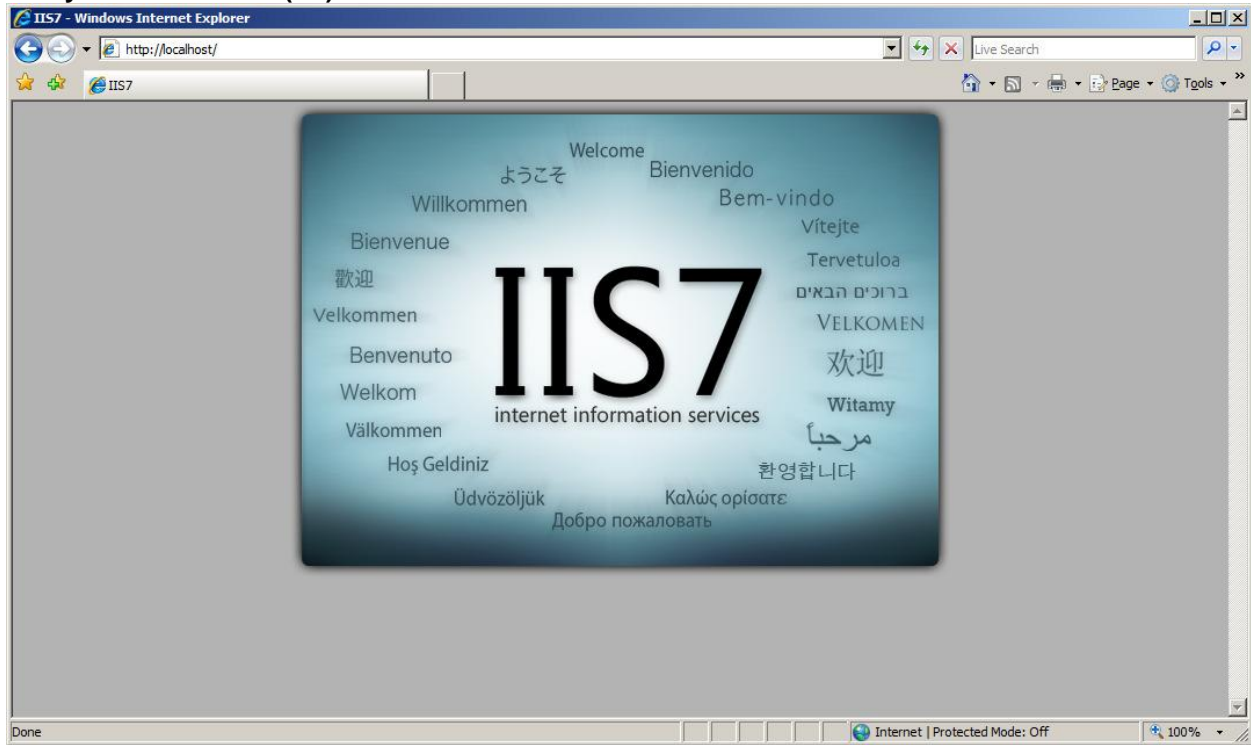 IIS7 - Windows Internet Explorer
http://localhost/
Live Search
IIS7
Page
Tools
Welcome
ようこそ
Bienvenido
Willkommen
Bem-vindo
Vítejte
Bienvenue
Tervetuloa
歡迎
ברוכים הבאים
Velkommen
VELKOMEN
Benvenuto
欢迎
Welkom
Witamy
IIS7
internet information services
Välkommen
مرحباً
Hoş Geldiniz
환영합니다
Üdvözöljük
Καλώς ορίσατε
Добро пожаловать
Done
Internet | Protected Mode: Off
100%